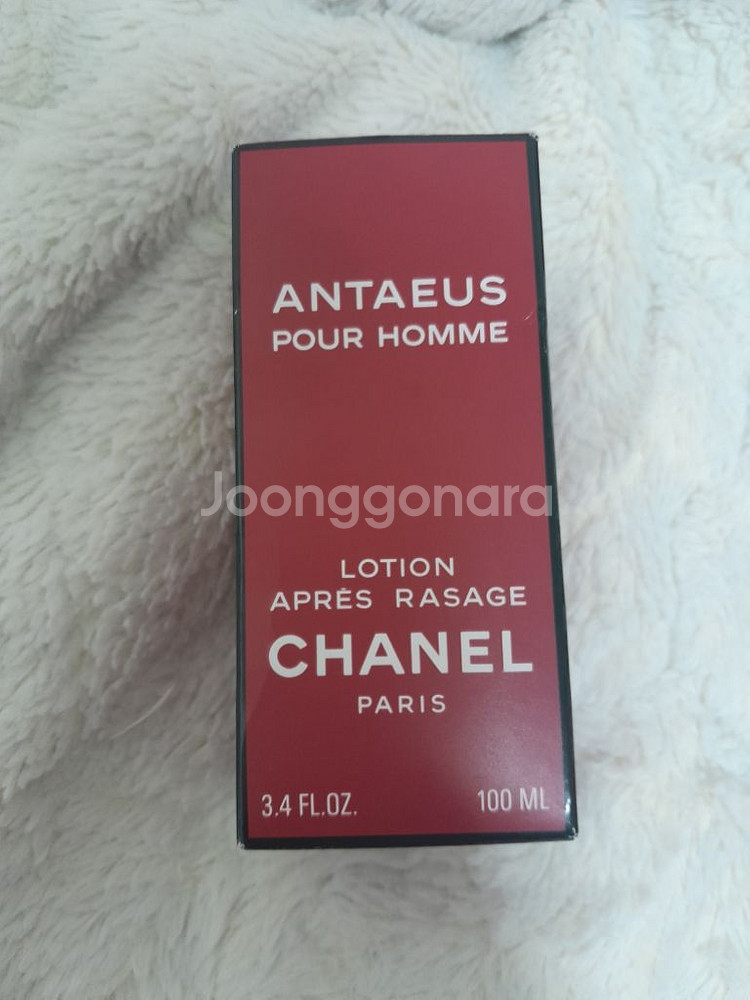 ANTAEUS
POUR HOMME
Joonggonara
LOTION
APRÈS RASAGE
CHANEL
PARIS
3.4 FL.OZ. 100 ML